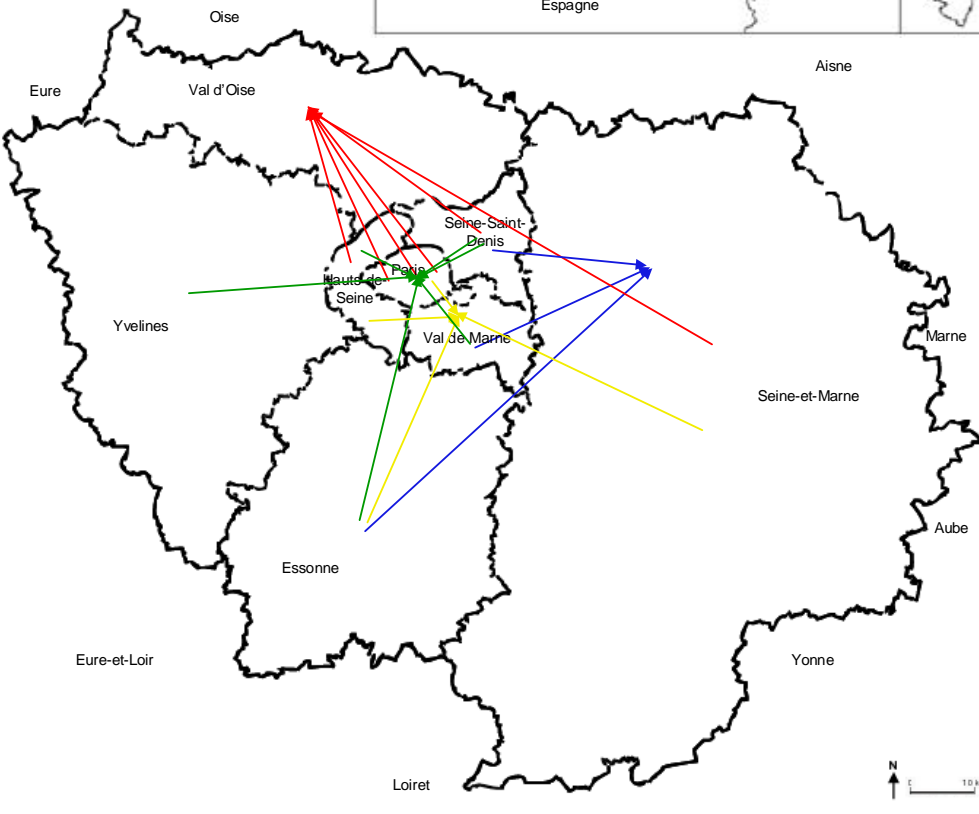 Espagne
Oise
Aisne
Eure
Val d'Oise
Seine-Saint-
Denis
Paris
Hauts-de-
Seine
Yvelines
Val de Marne
Marne
Seine-et-Marne
Aube
Essonne
Eure-et-Loir
Yonne
Loiret
N